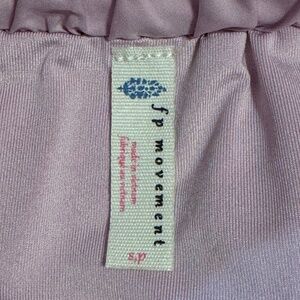 fp movement
made in vietnam
fabriqué au vietnam
d's